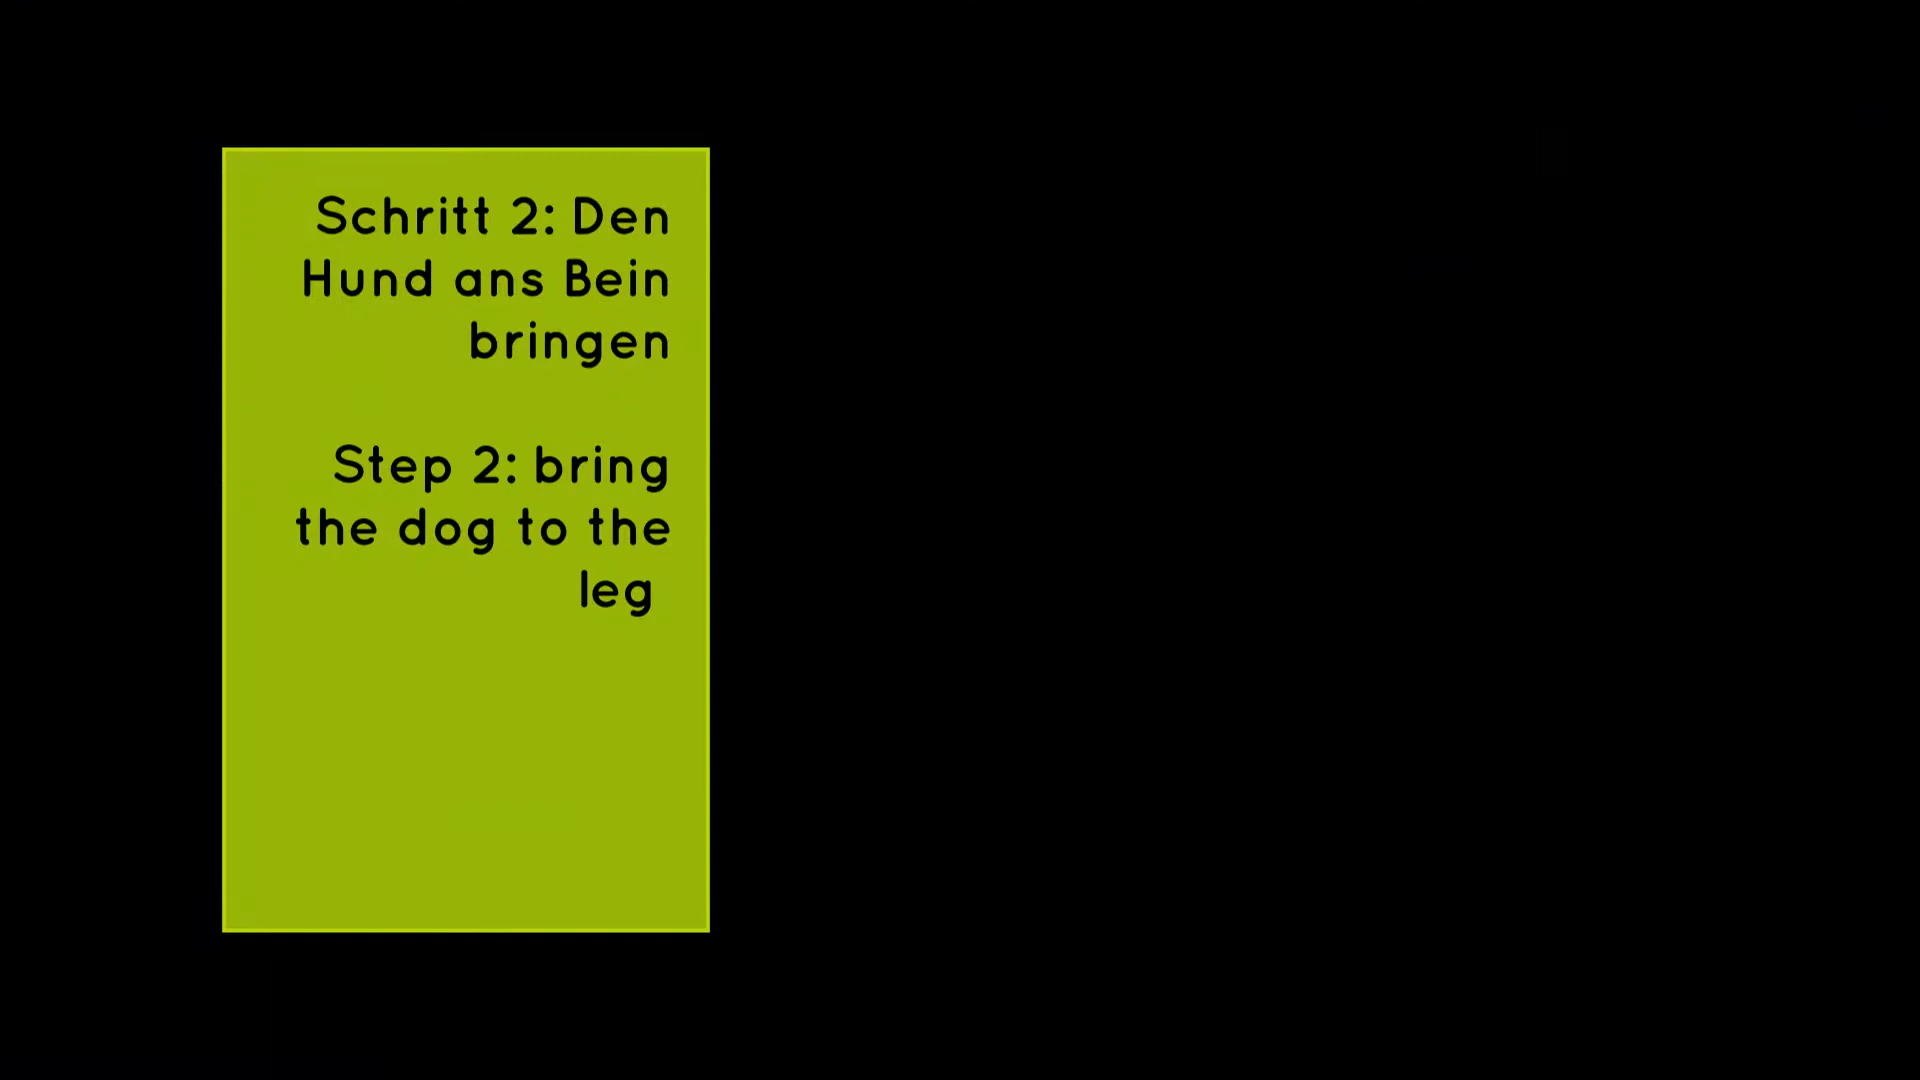 Schritt 2: Den
Hund ans Bein
bringen
Step 2: bring
the dog to the
leg